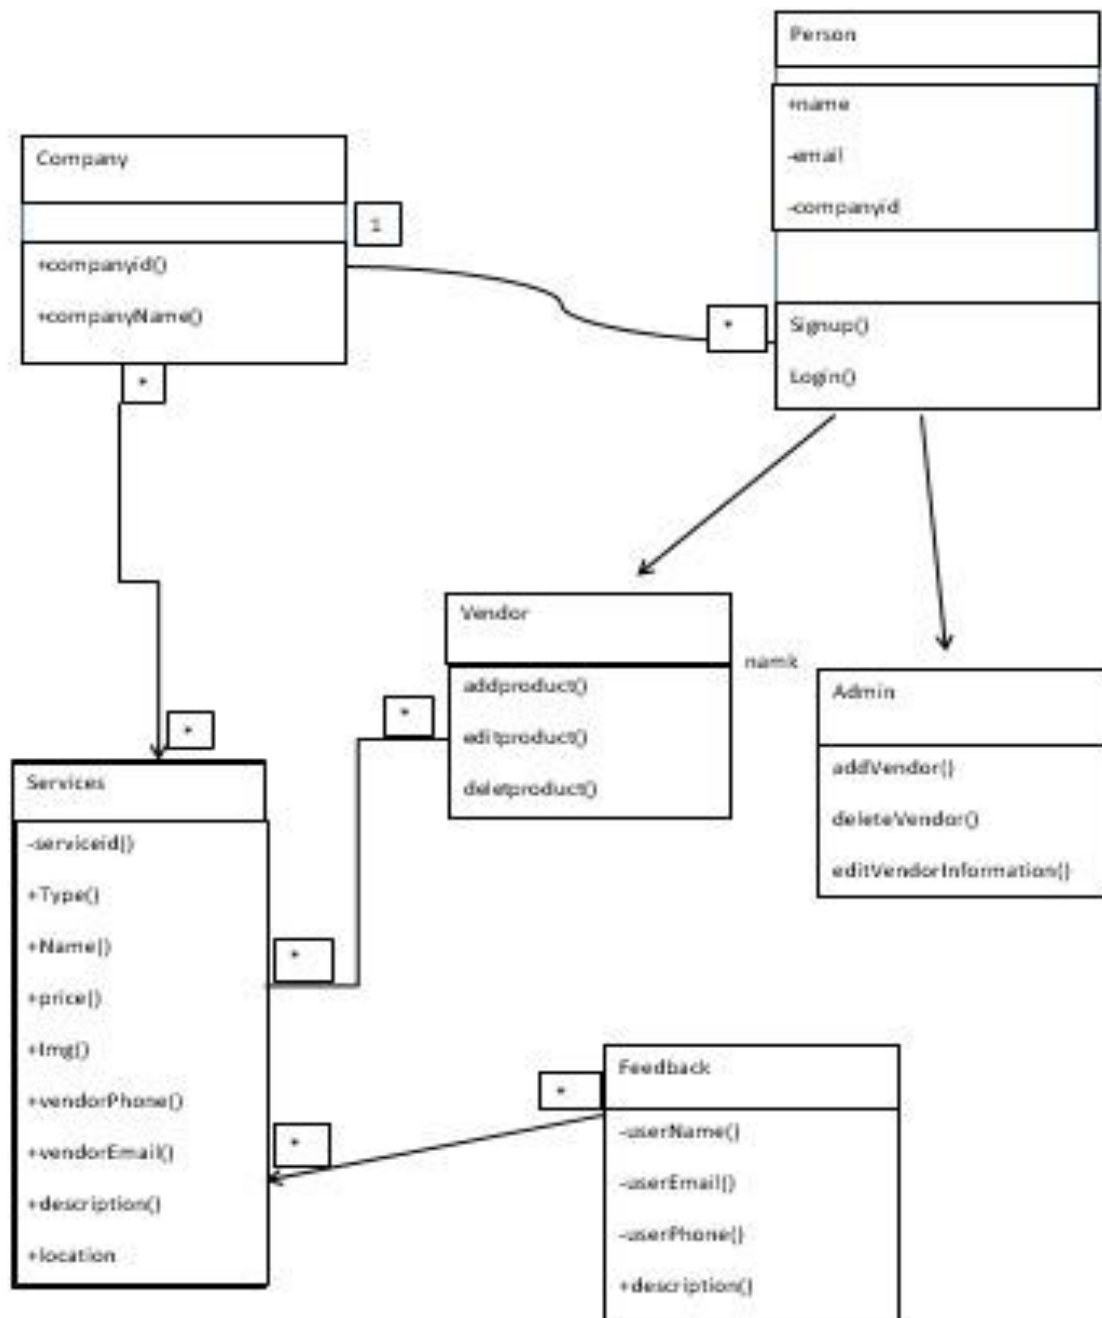 Person
+name
-email
-companyid
Signup()
Login()
Company
1
+companyid()
+companyName()
*
*
*
Vendor
addproduct()
editproduct()
deletproduct()
namk
*
Admin
addVendor()
deleteVendor()
editVendorInformation()
Services
-serviceid()
+Type()
+Name()
+price()
+Img()
+vendorPhone()
+vendorEmail()
+description()
+location
*
*
*
Feedback
-userName()
-userEmail()
-userPhone()
+description()